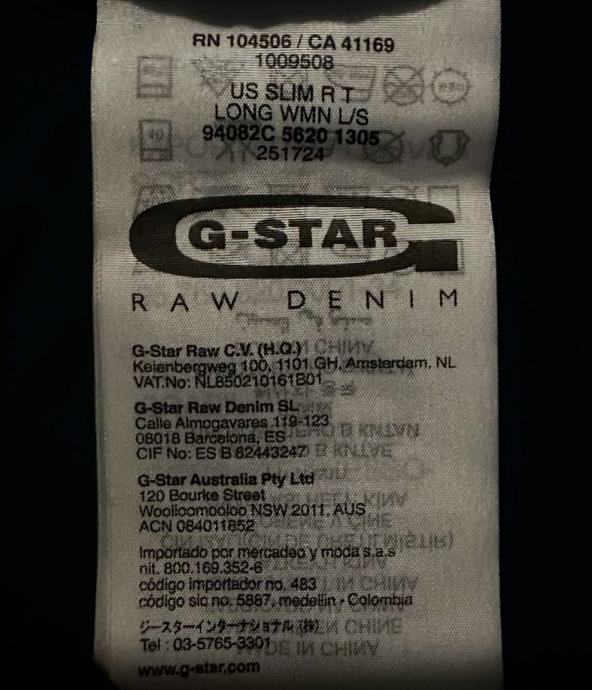 RN 104506 / CA 41169
1009508
US SLIM R T
LONG WMN L/S
94082C 5620 1305
251724
G-STAR
RAW DENIM
G-Star Raw C.V. (H.Q.)
Keienbergweg 100, 1101 GH, Amsterdam, NL
VAT.No: NL850210161B01
G-Star Raw Denim SL
Calle Almogavares 119-123
08018 Barcelona, ES
CIF No: ES B 62443247
G-Star Australia Pty Ltd
120 Bourke Street
Woolloomooloo NSW 2011, AUS
ACN 084011852
Importado por mercadeo y moda s.a.s
nit. 800.169.352-6
código importador no. 483
código sic no. 5887, medellin - Colombia
ジースターインターナショナル (株)
Tel : 03-5765-3301
www.g-star.com